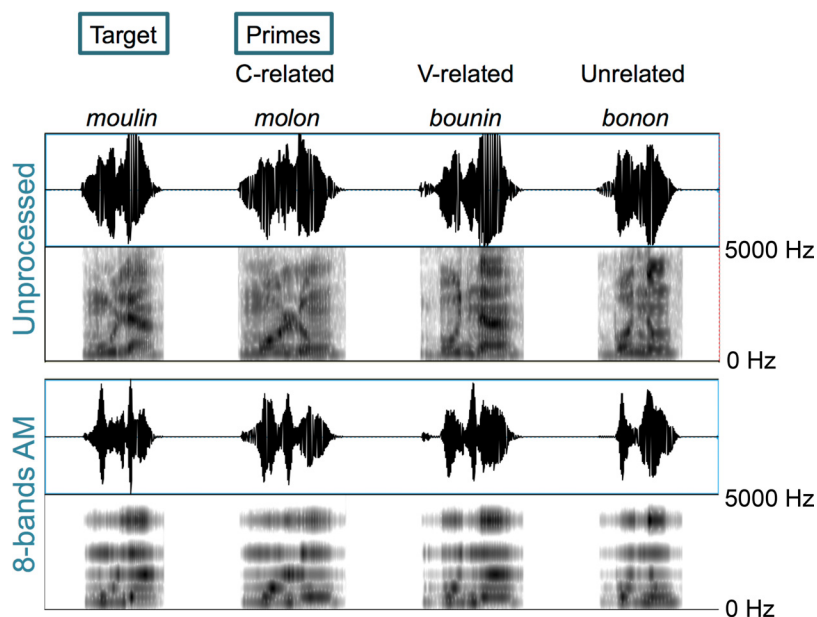 Target Primes
C-related V-related Unrelated
moulin molon bounin bonon
Unprocessed
5000 Hz
0 Hz
8-bands AM
5000 Hz
0 Hz